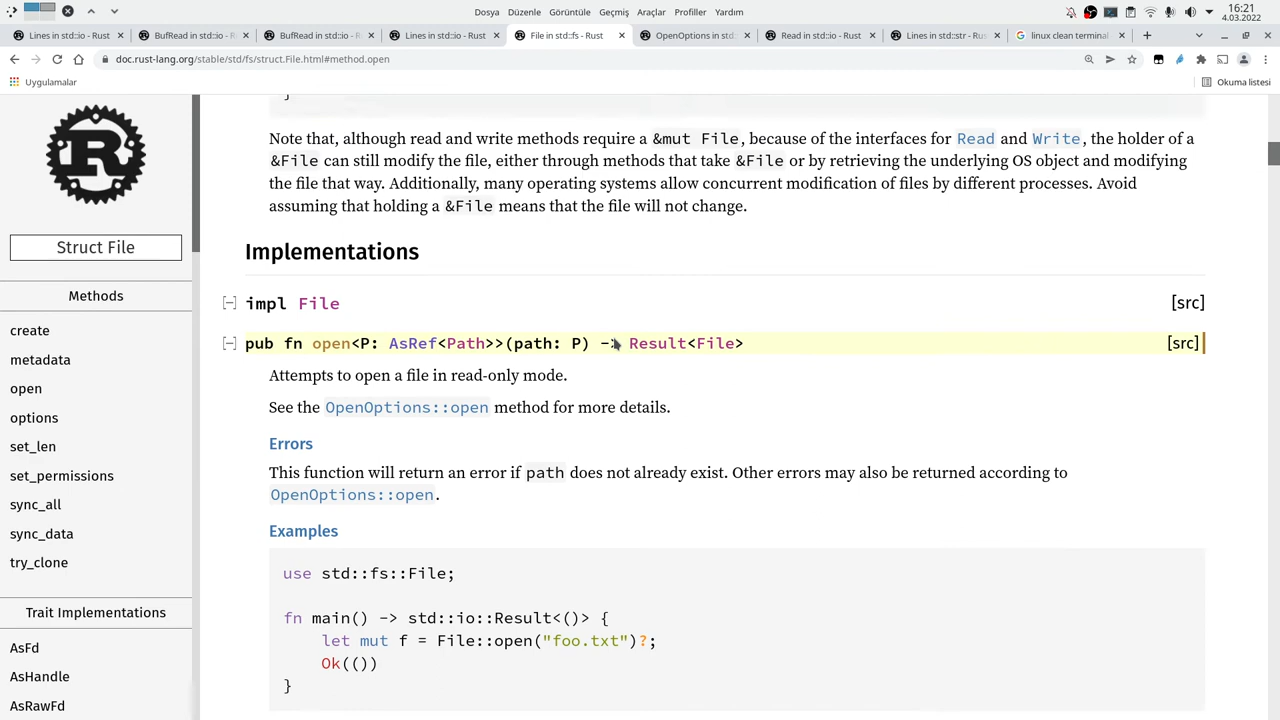 Dosya Düzenle Görüntüle Geçmiş Araçlar Profiller Yardım
16:21
4.03.2022
Lines in std::io - Rust
BufRead in std::io - Rust
BufRead in std::io - Rust
Lines in std::io - Rust
File in std::fs - Rust
OpenOptions in std::
Read in std::io - Rust
Lines in std::str - Rust
linux clean terminal
doc.rust-lang.org/stable/std/fs/struct.File.html#method.open
Uygulamalar
Okuma listesi
R
Struct File
Methods
create
metadata
open
options
set_len
set_permissions
sync_all
sync_data
try_clone
Trait Implementations
AsFd
AsHandle
AsRawFd
}
Note that, although read and write methods require a &mut File, because of the interfaces for Read and Write, the holder of a
&File can still modify the file, either through methods that take &File or by retrieving the underlying OS object and modifying
the file that way. Additionally, many operating systems allow concurrent modification of files by different processes. Avoid
assuming that holding a &File means that the file will not change.
Implementations
[-] impl File [src]
[-] pub fn open<P: AsRef<Path>>(path: P) -> Result<File> [src]
Attempts to open a file in read-only mode.
See the OpenOptions::open method for more details.
Errors
This function will return an error if path does not already exist. Other errors may also be returned according to
OpenOptions::open.
Examples
use std::fs::File;
fn main() -> std::io::Result<()> {
let mut f = File::open("foo.txt")?;
Ok(())
}